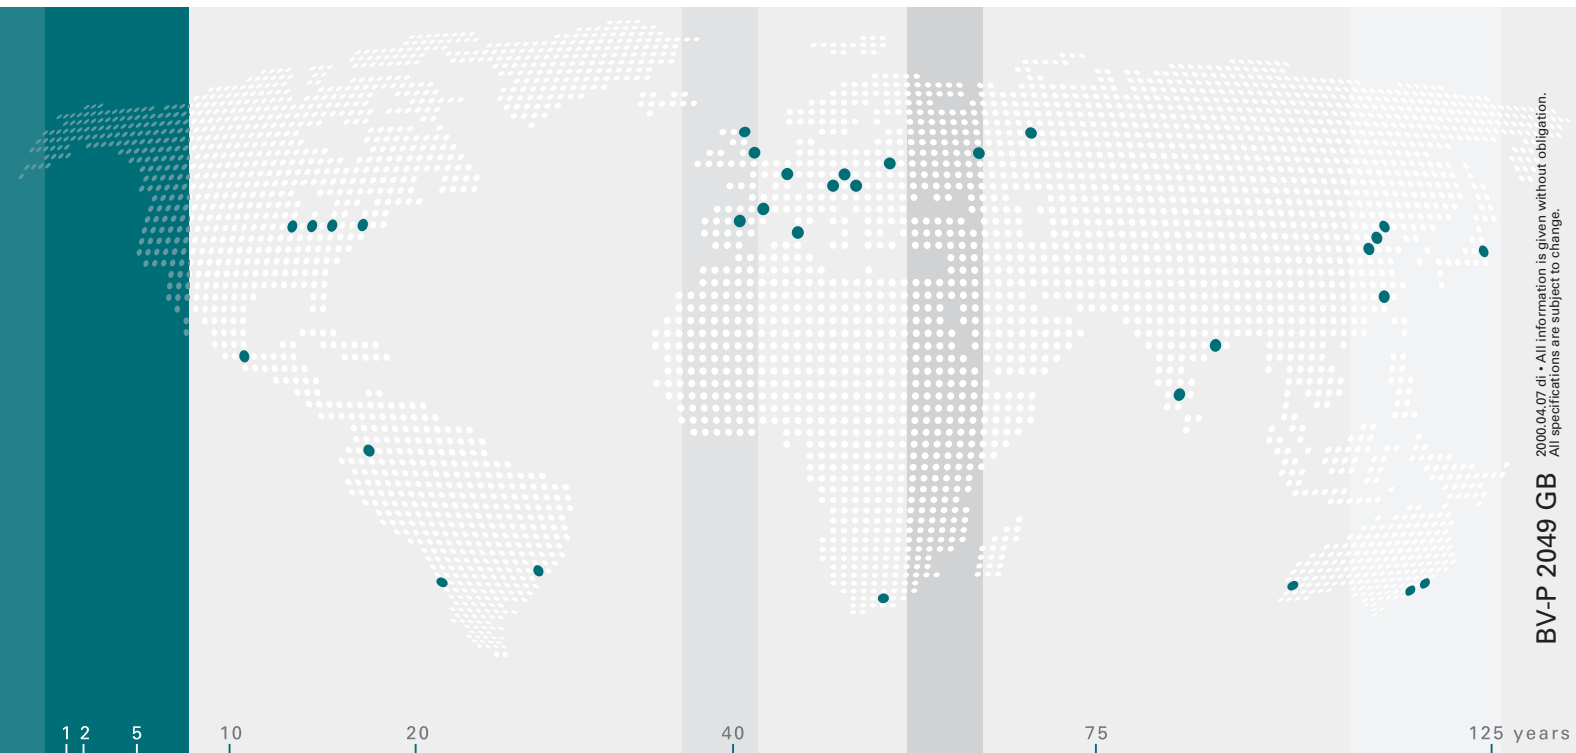 2000.04.07 di • All information is given without obligation.
All specifications are subject to change.
BV-P 2049 GB
1 2 5 10 20 40 75 125 years